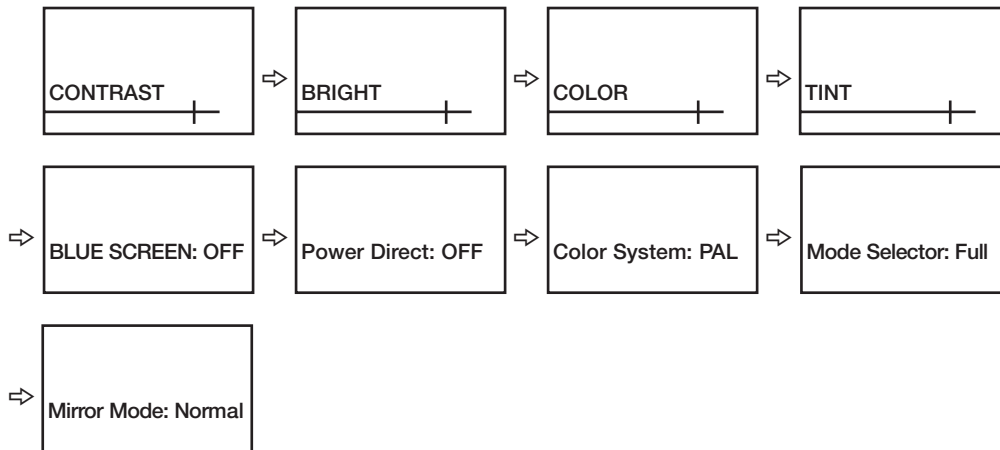 CONTRAST
BRIGHT
COLOR
TINT
BLUE SCREEN: OFF
Power Direct: OFF
Color System: PAL
Mode Selector: Full
Mirror Mode: Normal